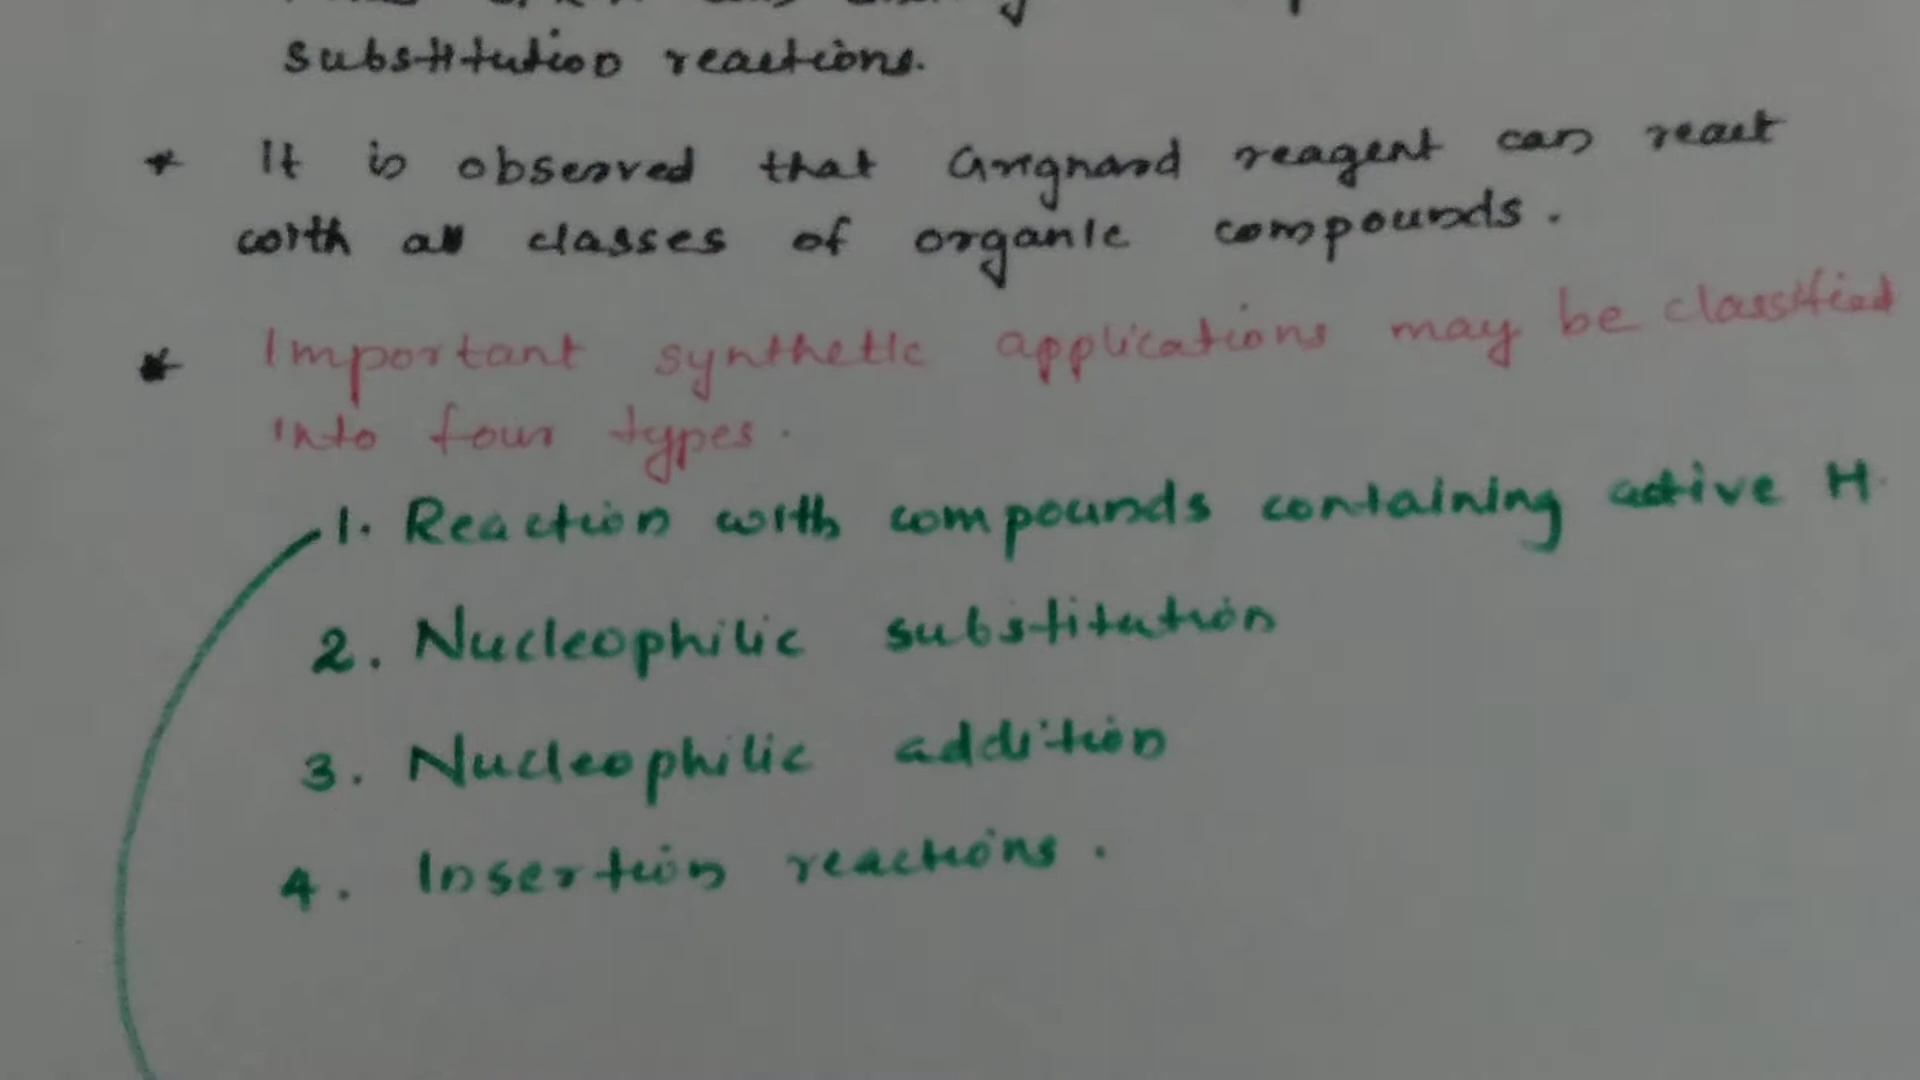 substitution reactions.
* It is observed that Grignard reagent can react
with all classes of organic compounds.
* Important synthetic applications may be classified
into four types.
1. Reaction with compounds containing active H.
2. Nucleophilic substitution
3. Nucleophilic addition
4. Insertion reactions.